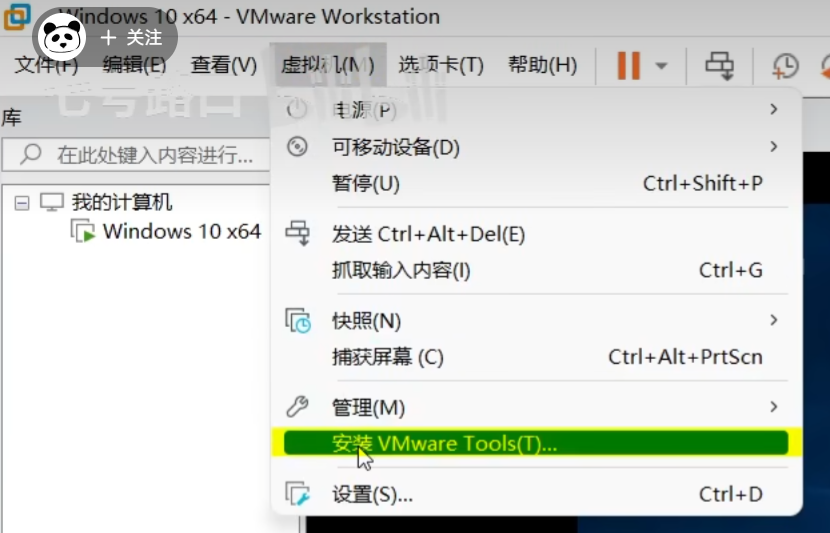 Windows 10 x64 - VMware Workstation
+ 关注
文件(F) 编辑(E) 查看(V) 虚拟机(M) 选项卡(T) 帮助(H)
七号路口
库
在此处键入内容进行...
我的计算机
Windows 10 x64
电源(P)
可移动设备(D)
暂停(U) Ctrl+Shift+P
发送 Ctrl+Alt+Del(E)
抓取输入内容(I) Ctrl+G
快照(N)
捕获屏幕 (C) Ctrl+Alt+PrtScn
管理(M)
安装 VMware Tools(T)...
设置(S)... Ctrl+D